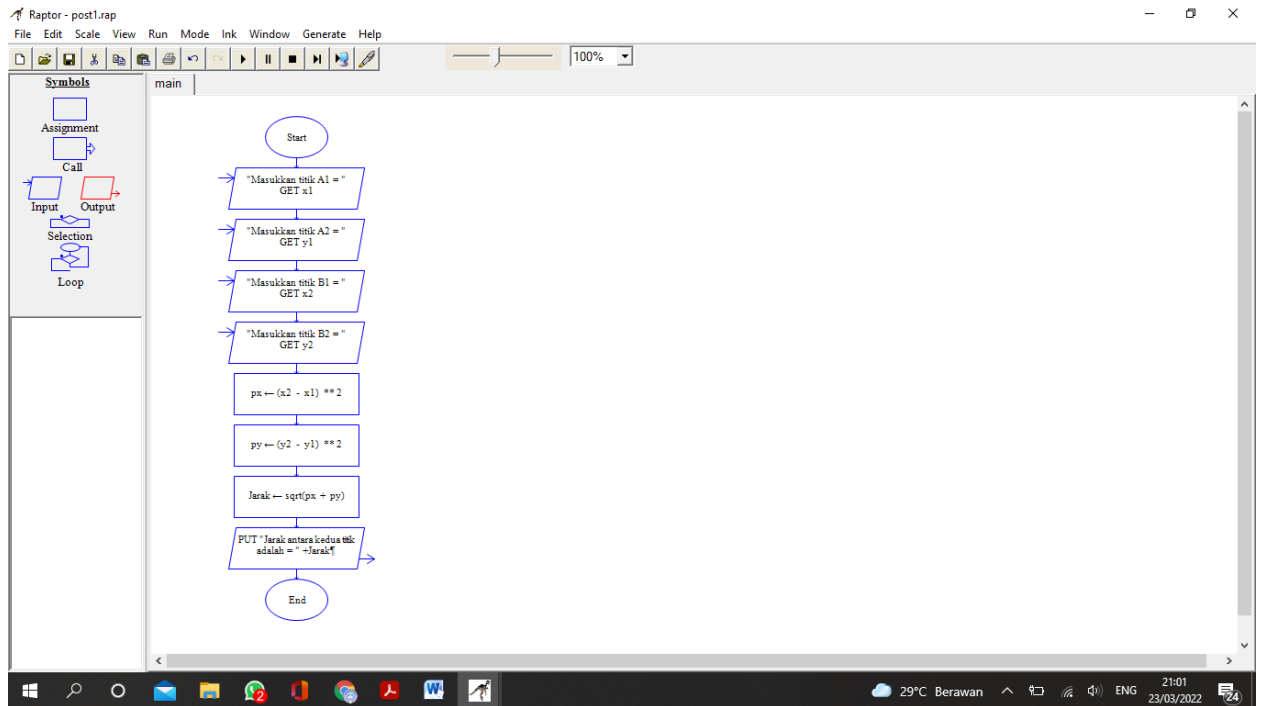 Raptor - post1.rap
File Edit Scale View Run Mode Ink Window Generate Help
100%
Symbols
main
Assignment
Call
Input Output
Selection
Loop
Start
"Masukkan titik A1 = "
GET x1
"Masukkan titik A2 = "
GET y1
"Masukkan titik B1 = "
GET x2
"Masukkan titik B2 = "
GET y2
px ← (x2 - x1) ** 2
py ← (y2 - y1) ** 2
Jarak ← sqrt(px + py)
PUT "Jarak antara kedua titik
adalah = " +Jarak¶
End
2
W
29°C Berawan
ENG
21:01
23/03/2022
24